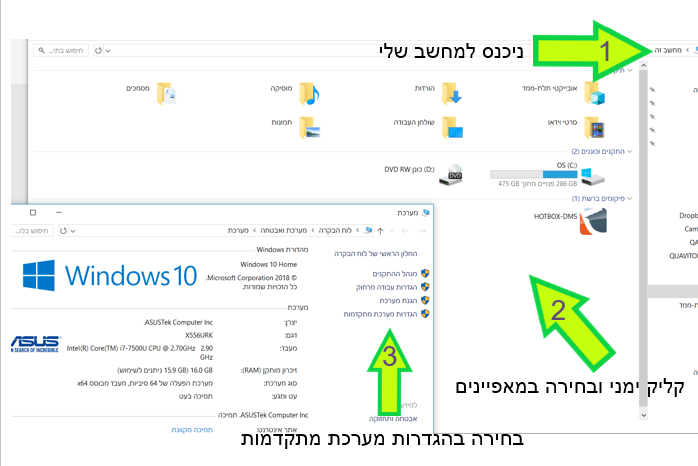 ניכנס למחשב שלי
1
מחשב זה
חיפוש בתי...
אובייקטי תלת-ממד
הורדות
מוסיקה
מסמכים
סרטי וידאו
שולחן העבודה
תמונות
התקנים וכוננים (2)
OS (C:)
286 GB פנויים מתוך 475 GB
כונן DVD RW (D:)
DVD
מיקומים ברשת (1)
HOTBOX-DMS
2
קליק ימני ובחירה במאפיינים
מערכת
לוח הבקרה
מערכת ואבטחה
מערכת
חיפוש בלו...
החלון הראשי של לוח הבקרה
מנהל ההתקנים
הגדרות עבודה מרחוק
הגנת מערכת
הגדרות מערכת מתקדמות
מהדורת Windows
Windows 10 Home
© 2018 Microsoft Corporation.
כל הזכויות שמורות.
Windows 10
מערכת
יצרן: ASUSTek Computer Inc.
דגם: X556URK
מעבד: Intel(R) Core(TM) i7-7500U CPU @ 2.70GHz 2.90 GHz
זיכרון מותקן (RAM): 16.0 GB (15.9 GB ניתנים לשימוש)
סוג מערכת: מערכת הפעלה של 64 סיביות, מעבד מבוסס x64
עט ומגע: תמיכה בעט
ASUS
IN SEARCH OF INCREDIBLE
תמיכה ASUSTek Computer Inc.
אתר אינטרנט: תמיכה מקוונת
אבטחה ותחזוקה
3
בחירה בהגדרות מערכת מתקדמות